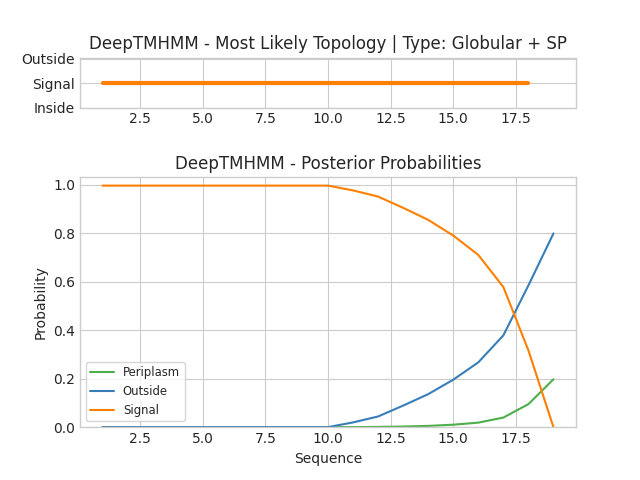 DeepTMHMM - Most Likely Topology | Type: Globular + SP
Outside
Signal
Inside
2.5 5.0 7.5 10.0 12.5 15.0 17.5
DeepTMHMM - Posterior Probabilities
1.0
0.8
0.6
0.4
0.2
0.0
Probability
Periplasm
Outside
Signal
2.5 5.0 7.5 10.0 12.5 15.0 17.5
Sequence